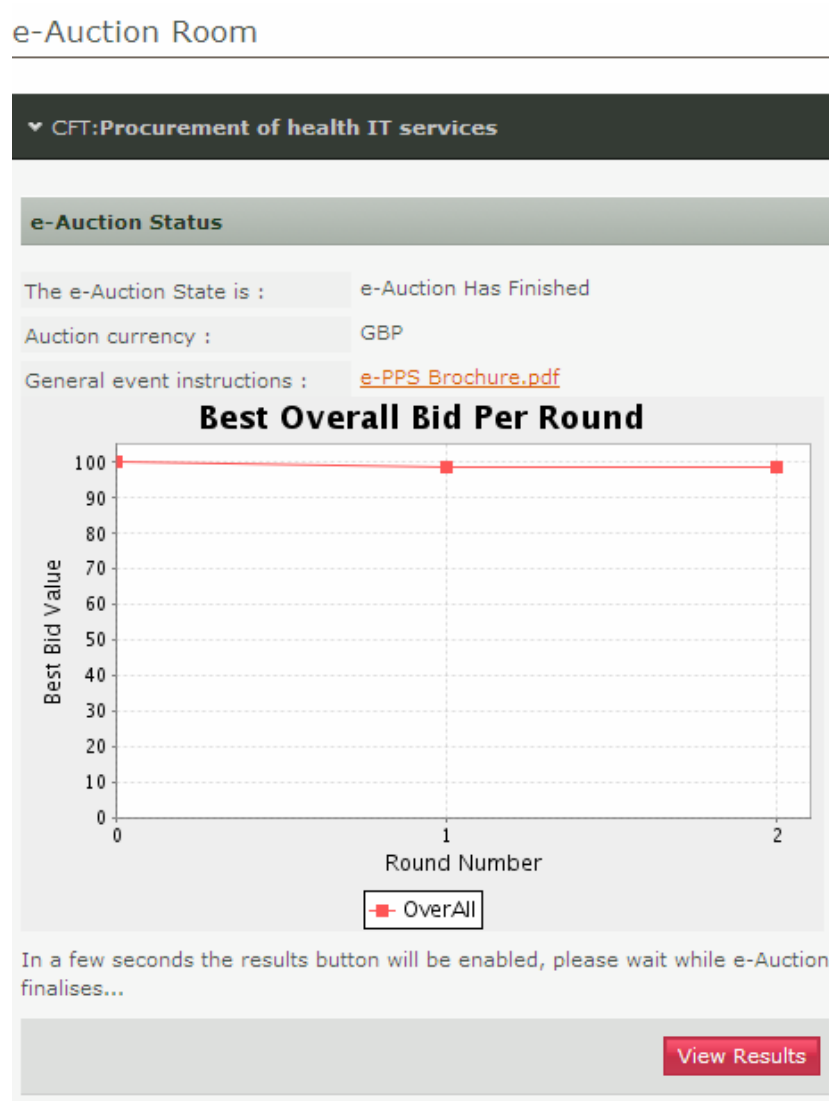 e-Auction Room
CFT:Procurement of health IT services
e-Auction Status
The e-Auction State is :
e-Auction Has Finished
Auction currency :
GBP
General event instructions :
e-PPS Brochure.pdf
Best Overall Bid Per Round
100
90
80
70
60
50
40
30
20
10
0
Best Bid Value
0
1
2
Round Number
OverAll
In a few seconds the results button will be enabled, please wait while e-Auction
finalises...
View Results